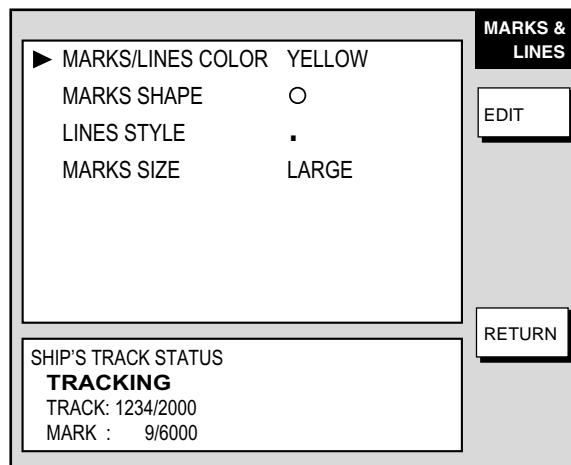 MARKS &
LINES
▶ MARKS/LINES COLOR YELLOW
MARKS SHAPE ○
LINES STYLE .
MARKS SIZE LARGE
EDIT
RETURN
SHIP'S TRACK STATUS
TRACKING
TRACK: 1234/2000
MARK : 9/6000